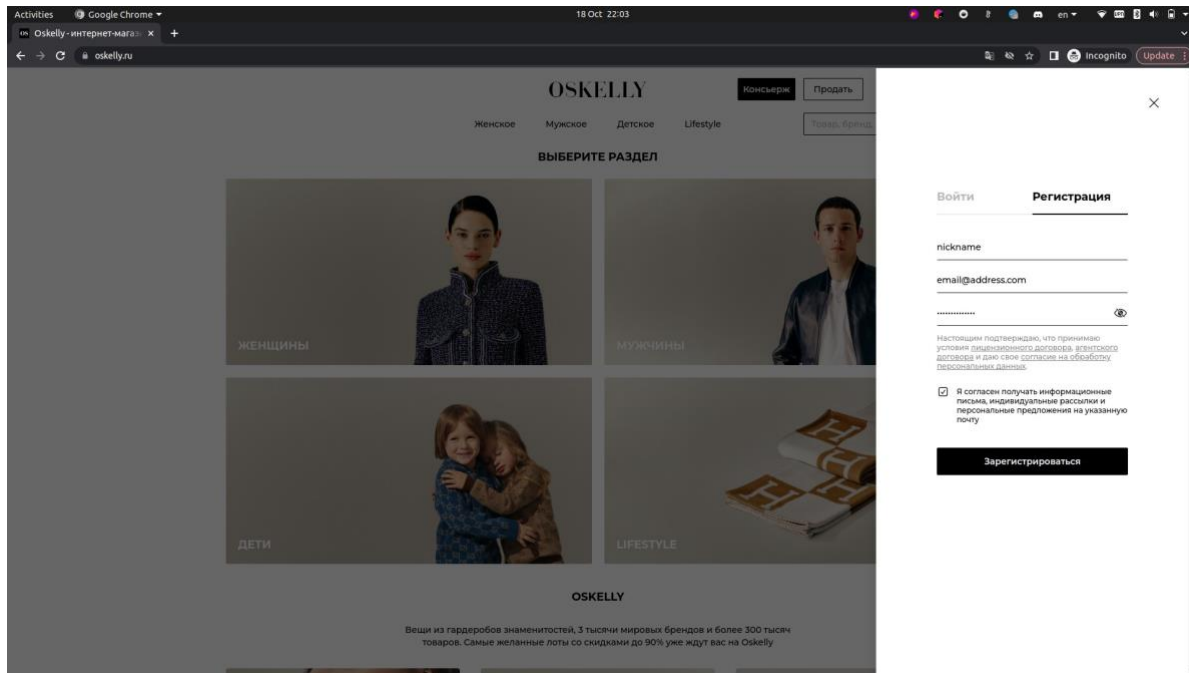 Activities Google Chrome 18 Oct 22:03 en
OS Oskelly - интернет-магаз × +
oskelly.ru Incognito Update
OSKELLY Консьерж Продать
Женское Мужское Детское Lifestyle Товар, бренд
ВЫБЕРИТЕ РАЗДЕЛ
ЖЕНЩИНЫ МУЖЧИНЫ
ДЕТИ LIFESTYLE
OSKELLY
Вещи из гардеробов знаменитостей, 3 тысячи мировых брендов и более 300 тысяч
товаров. Самые желанные лоты со скидками до 90% уже ждут вас на Oskelly
Войти Регистрация
nickname
email@address.com
··············
Настоящим подтверждаю, что принимаю
условия лицензионного договора, агентского
договора и даю свое согласие на обработку
персональных данных.
Я согласен получать информационные
письма, индивидуальные рассылки и
персональные предложения на указанную
почту
Зарегистрироваться